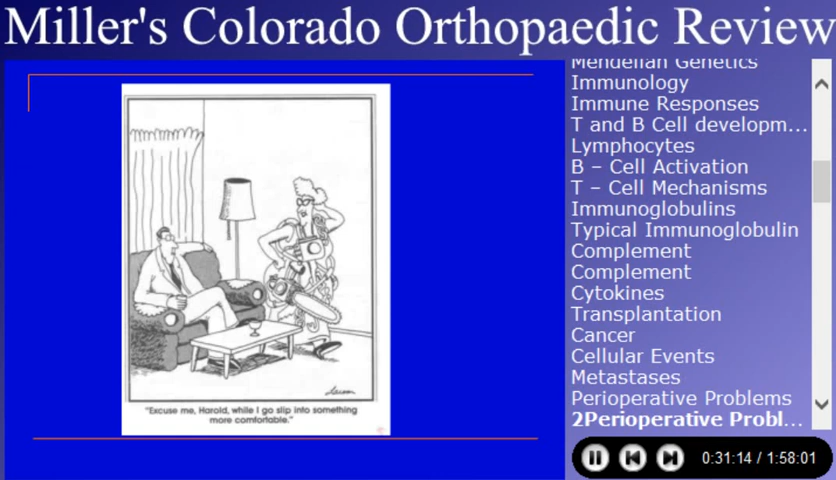 Miller's Colorado Orthopaedic Review
Larson
"Excuse me, Harold, while I go slip into something
more comfortable."
Mendelian Genetics
Immunology
Immune Responses
T and B Cell developm...
Lymphocytes
B – Cell Activation
T – Cell Mechanisms
Immunoglobulins
Typical Immunoglobulin
Complement
Complement
Cytokines
Transplantation
Cancer
Cellular Events
Metastases
Perioperative Problems
2Perioperative Probl...
0:31:14 / 1:58:01